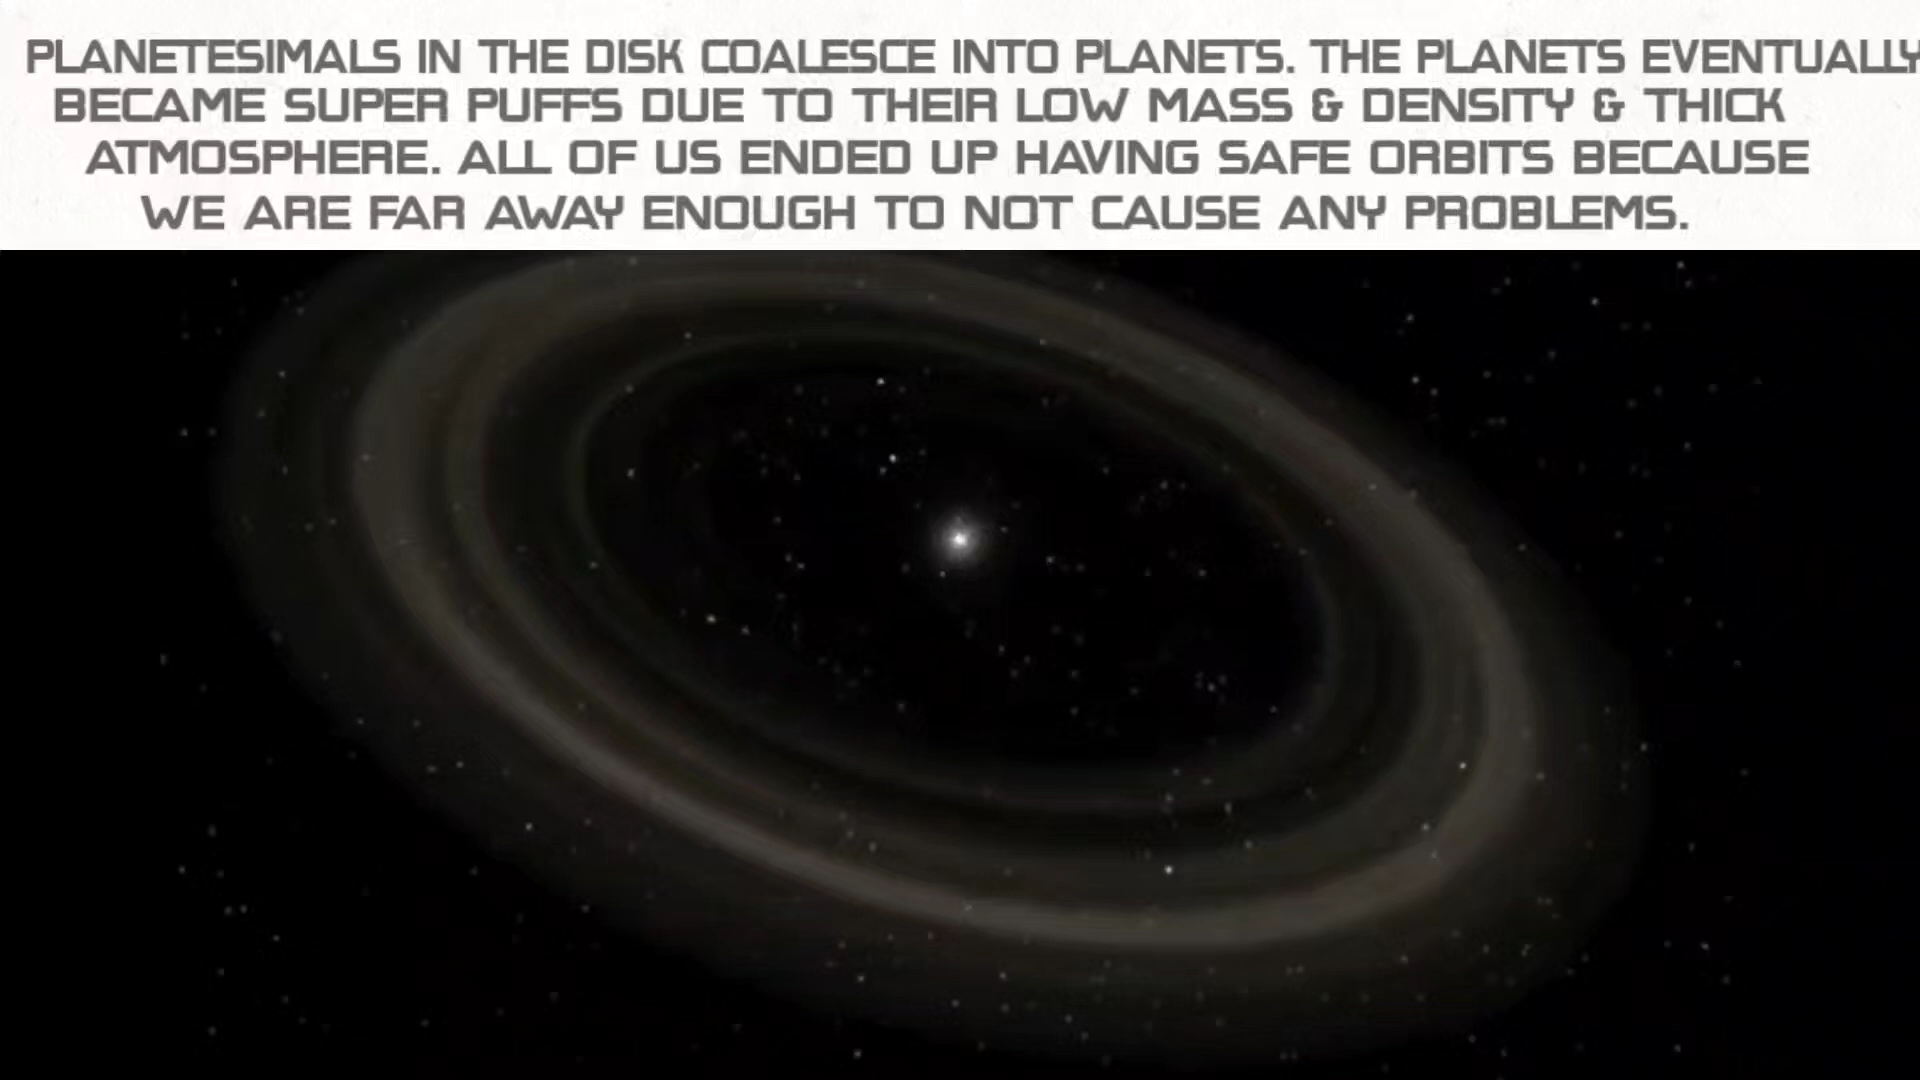 PLANETESIMALS IN THE DISK COALESCE INTO PLANETS. THE PLANETS EVENTUALLY
BECAME SUPER PUFFS DUE TO THEIR LOW MASS & DENSITY & THICK
ATMOSPHERE. ALL OF US ENDED UP HAVING SAFE ORBITS BECAUSE
WE ARE FAR AWAY ENOUGH TO NOT CAUSE ANY PROBLEMS.